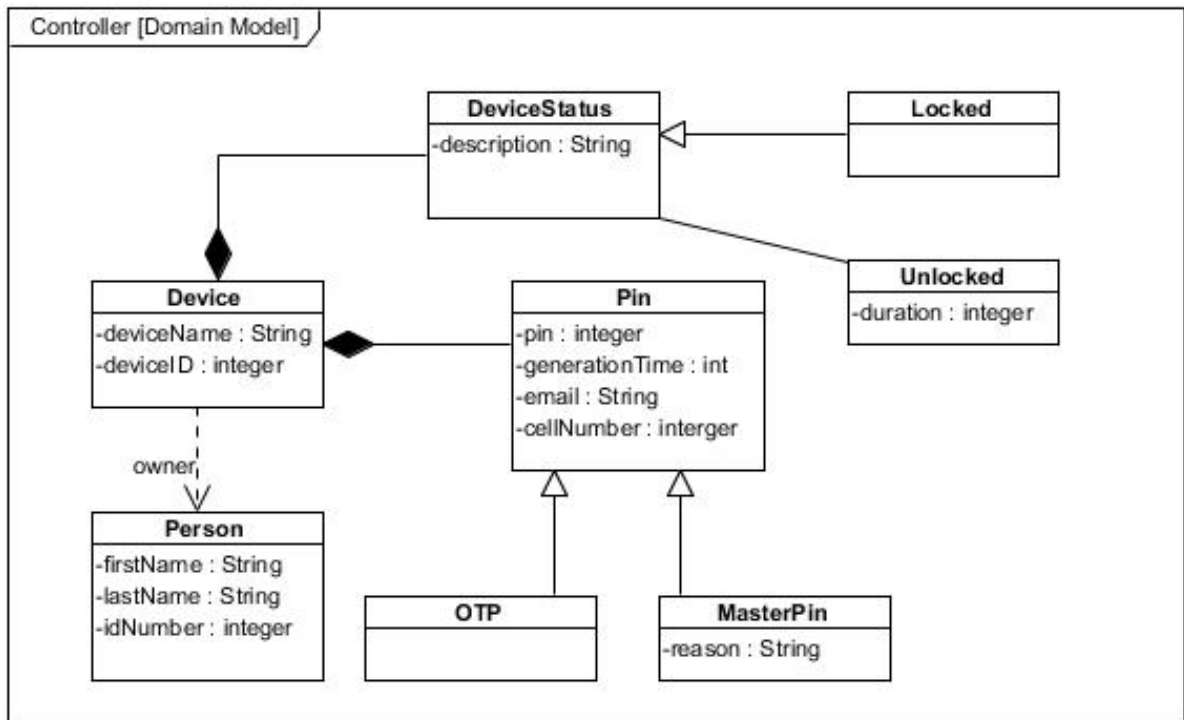 Controller [Domain Model]
DeviceStatus
-description : String
Locked
Unlocked
-duration : integer
Device
-deviceName : String
-deviceID : integer
Pin
-pin : integer
-generationTime : int
-email : String
-cellNumber : interger
owner
Person
-firstName : String
-lastName : String
-idNumber : integer
OTP
MasterPin
-reason : String